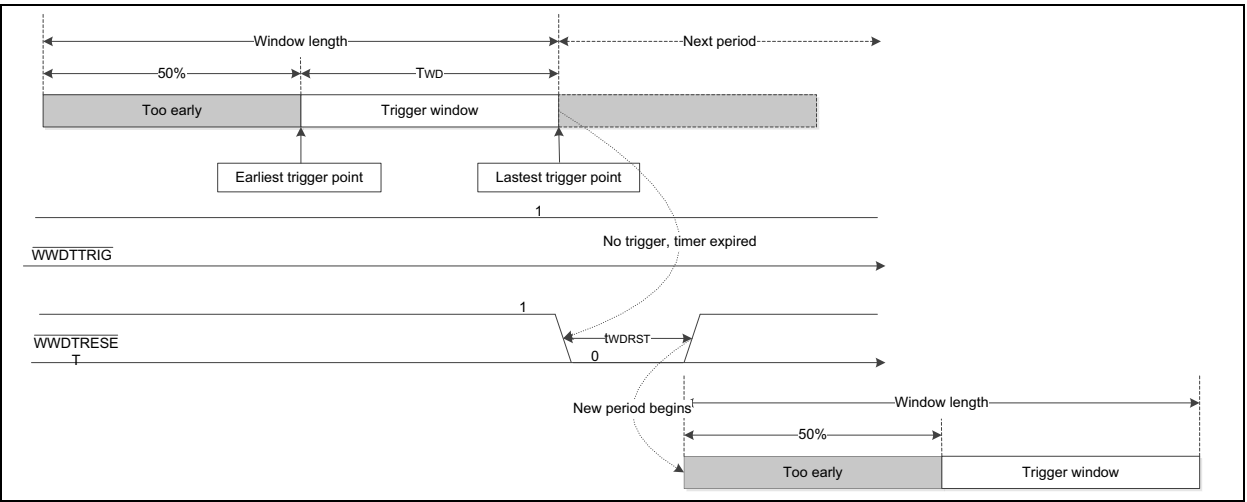 Window length
Next period
50%
TWD
Too early
Trigger window
Earliest trigger point
Lastest trigger point
1
No trigger, timer expired
WWDTTRIG
1
WWDTRESE
T
tWDRST
0
New period begins
Window length
50%
Too early
Trigger window